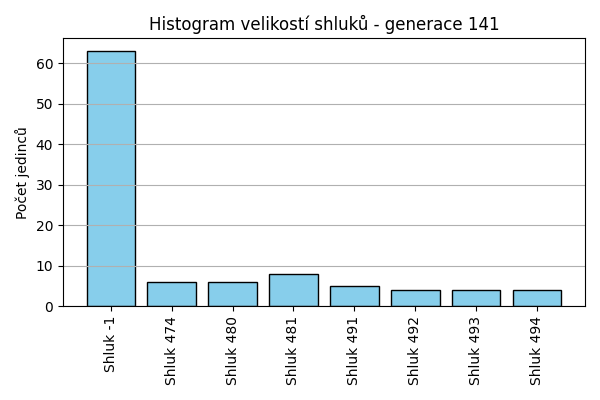 Histogram velikostí shluků - generace 141
Počet jedinců
60
50
40
30
20
10
0
Shluk -1
Shluk 474
Shluk 480
Shluk 481
Shluk 491
Shluk 492
Shluk 493
Shluk 494